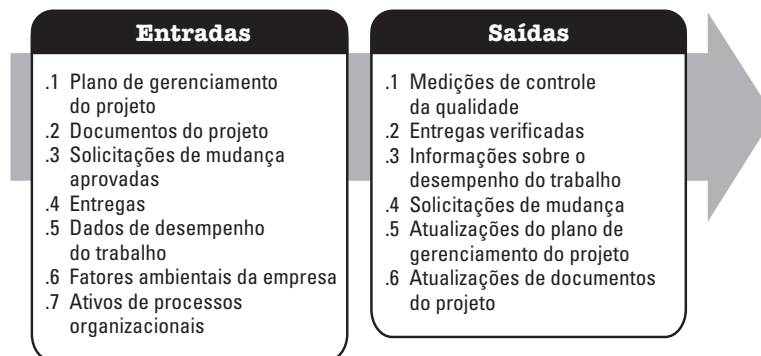 Entradas
.1 Plano de gerenciamento
do projeto
.2 Documentos do projeto
.3 Solicitações de mudança
aprovadas
.4 Entregas
.5 Dados de desempenho
do trabalho
.6 Fatores ambientais da empresa
.7 Ativos de processos
organizacionais
Saídas
.1 Medições de controle
da qualidade
.2 Entregas verificadas
.3 Informações sobre o
desempenho do trabalho
.4 Solicitações de mudança
.5 Atualizações do plano de
gerenciamento do projeto
.6 Atualizações de documentos
do projeto